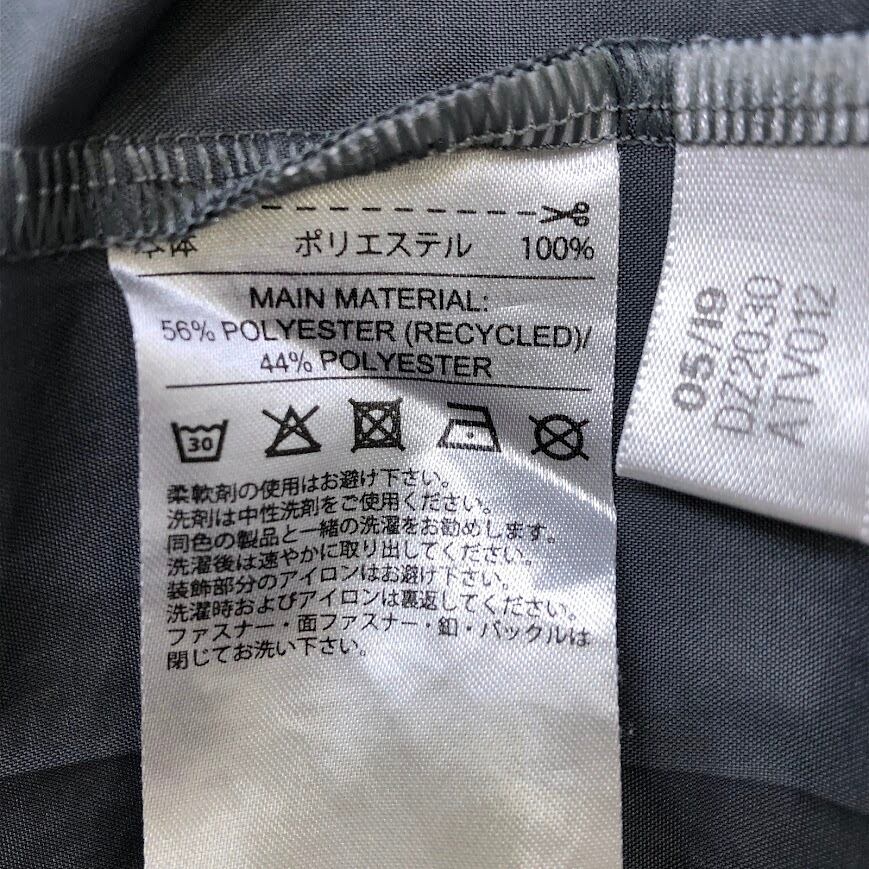 本体 ポリエステル 100%
MAIN MATERIAL:
56% POLYESTER (RECYCLED)/
44% POLYESTER
30
柔軟剤の使用はお避け下さい。
洗剤は中性洗剤をご使用ください。
同色の製品と一緒の洗濯をお勧めします。
洗濯後は速やかに取り出してください。
装飾部分のアイロンはお避け下さい。
洗濯時およびアイロンは裏返してください。
ファスナー・面ファスナー・釦・バックルは
閉じてお洗い下さい。
05/19
DZ2030
ATV012